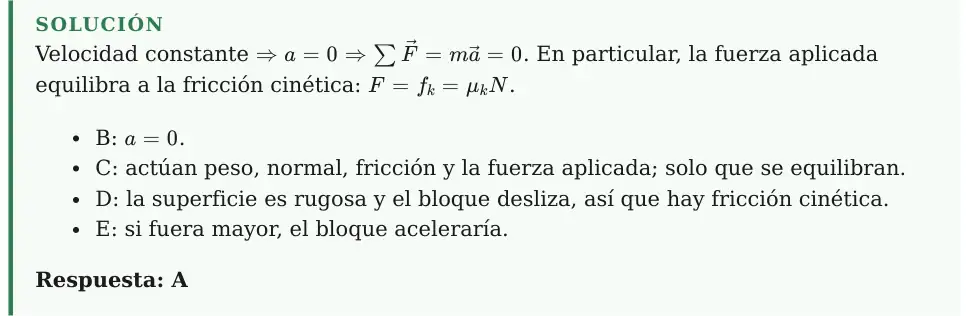 SOLUCIÓN
Velocidad constante ⇒ a = 0 ⇒ ∑ F⃗ = ma⃗ = 0. En particular, la fuerza aplicada
equilibra a la fricción cinética: F = fₖ = μₖN.
• B: a = 0.
• C: actúan peso, normal, fricción y la fuerza aplicada; solo que se equilibran.
• D: la superficie es rugosa y el bloque desliza, así que hay fricción cinética.
• E: si fuera mayor, el bloque aceleraría.
Respuesta: A